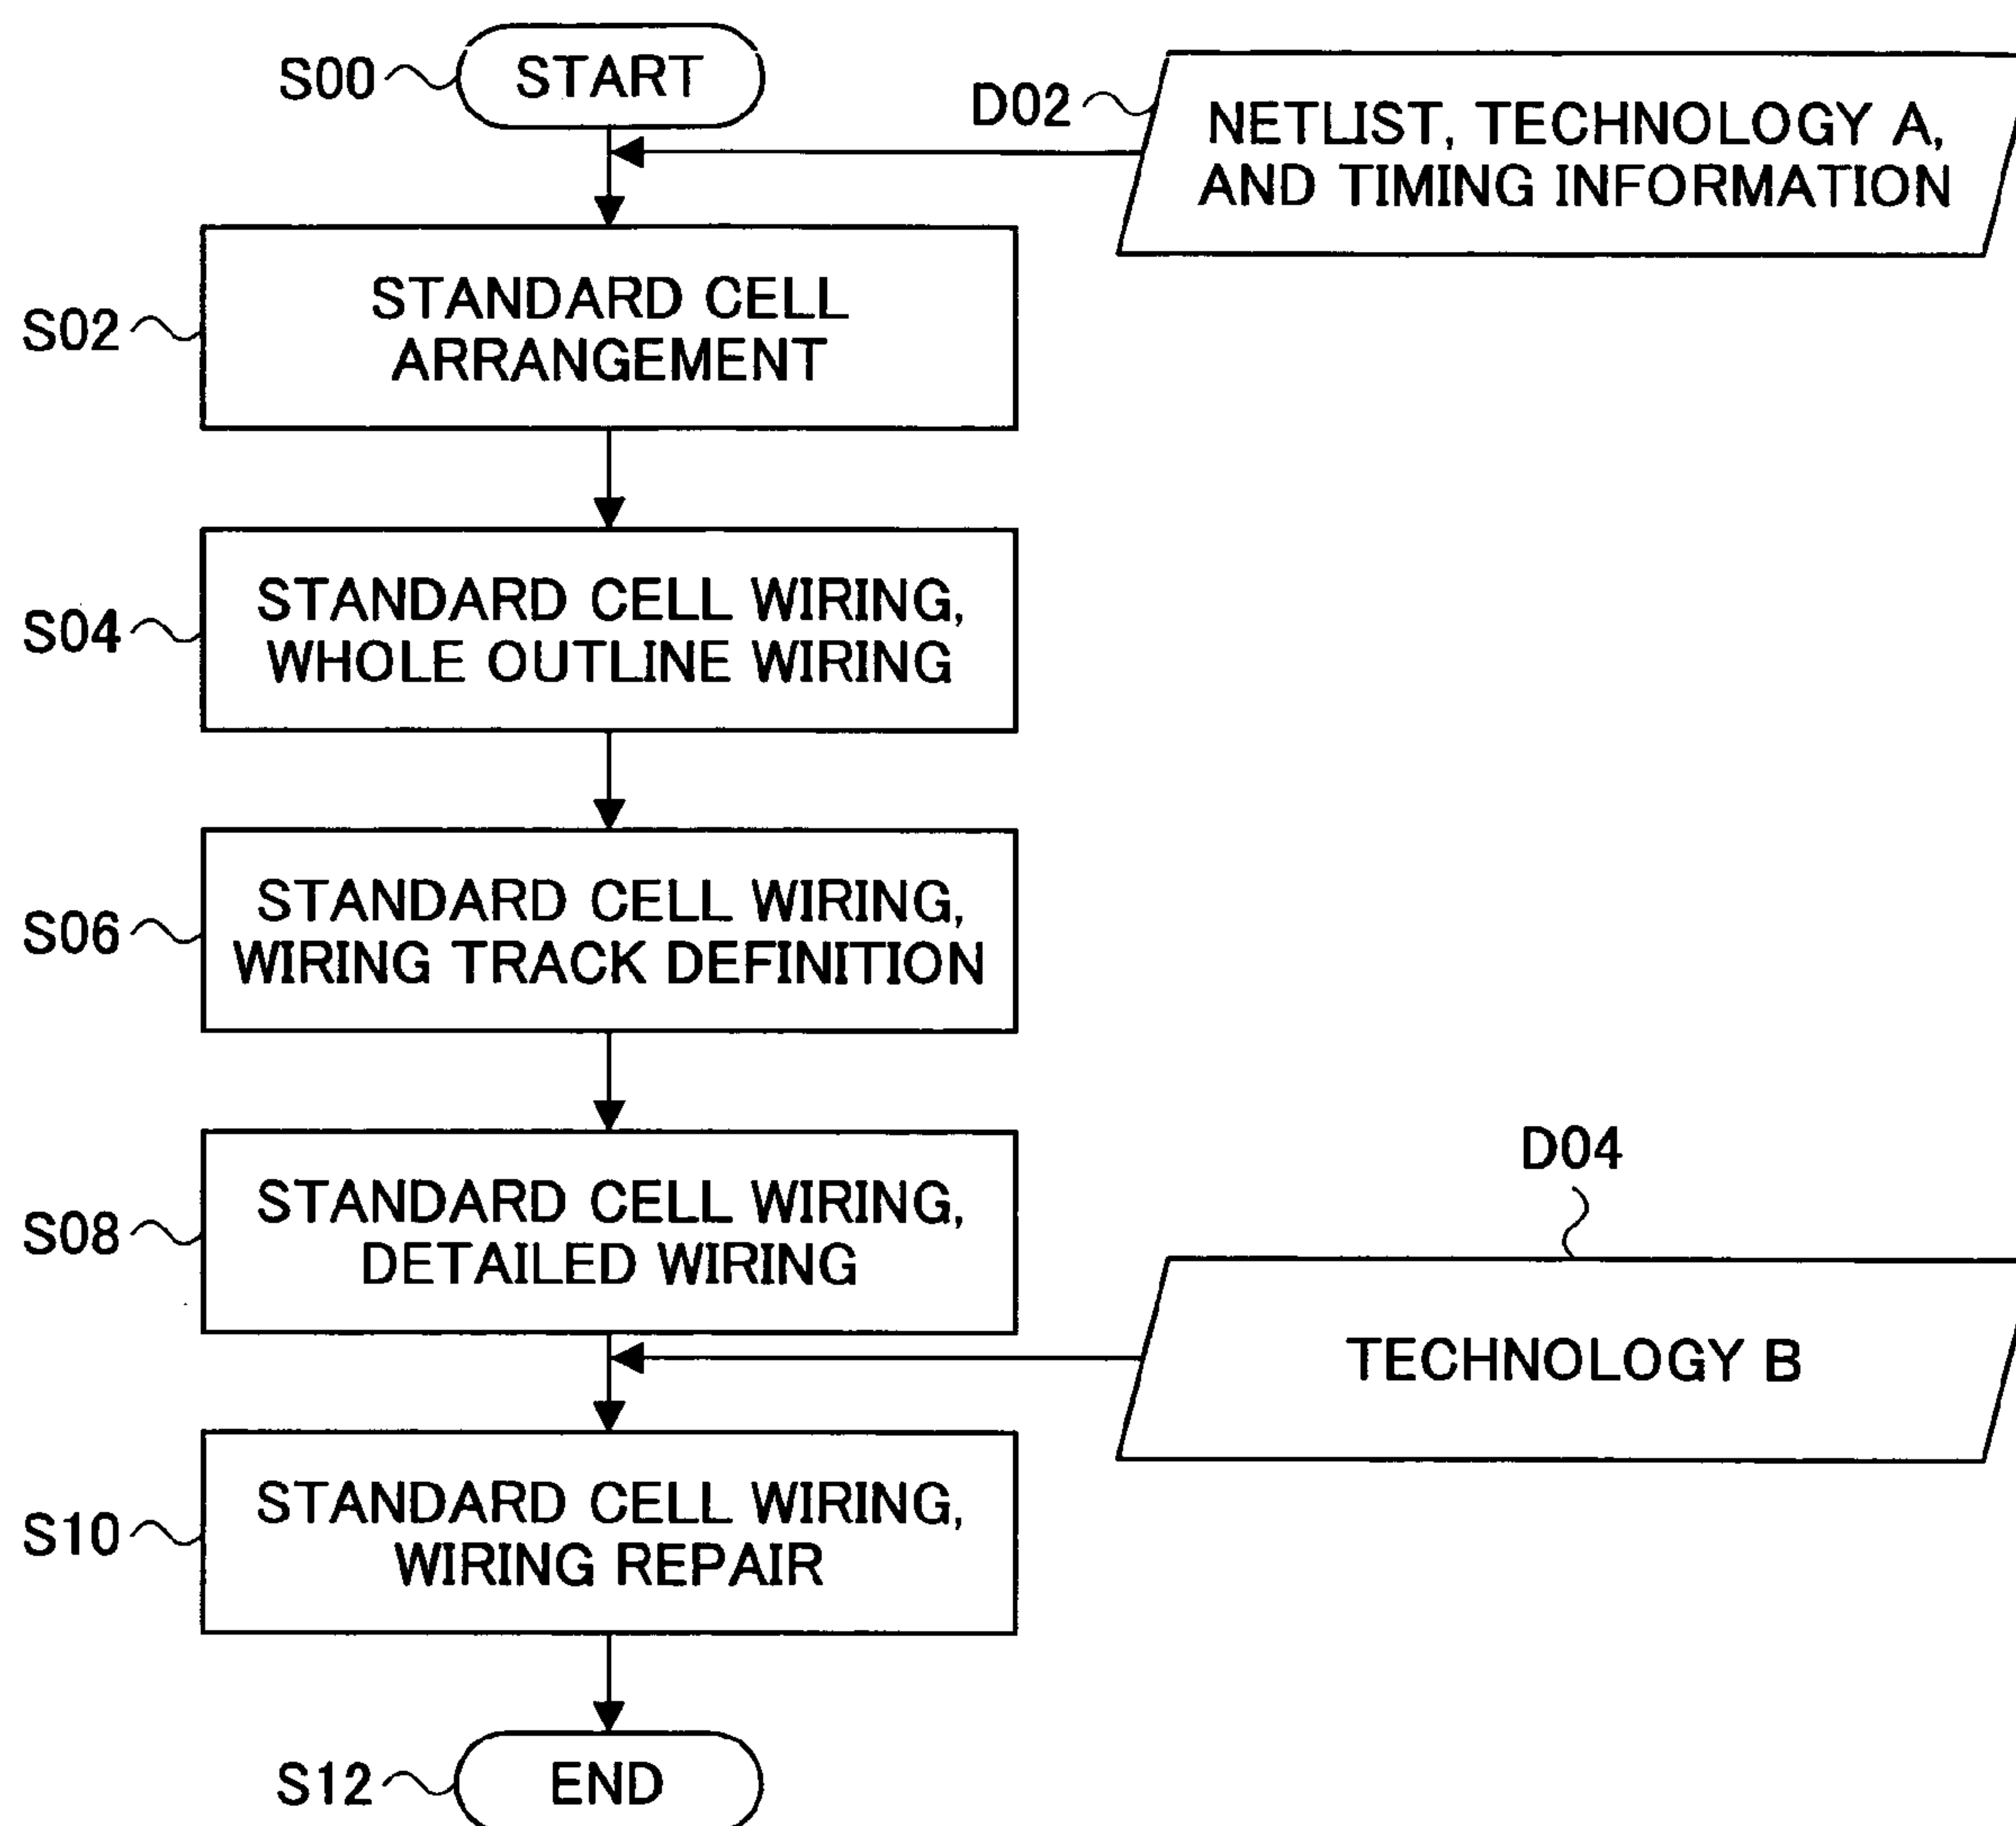 S00
START
D02
NETLIST, TECHNOLOGY A,
AND TIMING INFORMATION
S02
STANDARD CELL
ARRANGEMENT
S04
STANDARD CELL WIRING,
WHOLE OUTLINE WIRING
S06
STANDARD CELL WIRING,
WIRING TRACK DEFINITION
S08
STANDARD CELL WIRING,
DETAILED WIRING
D04
TECHNOLOGY B
S10
STANDARD CELL WIRING,
WIRING REPAIR
S12
END